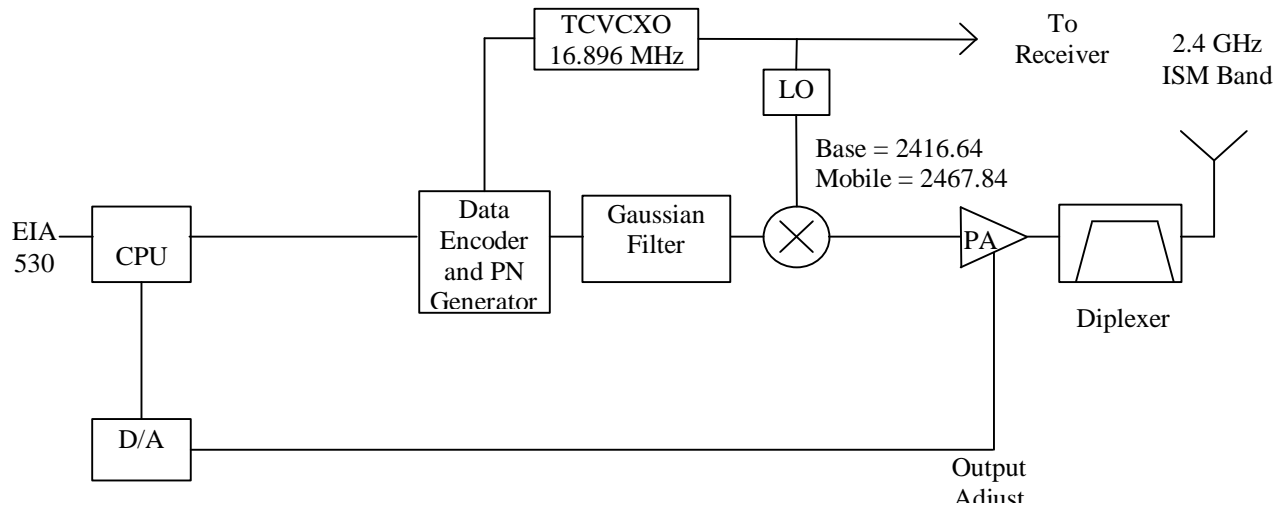 TCVCXO
16.896 MHz
To
Receiver
2.4 GHz
ISM Band
LO
Base = 2416.64
Mobile = 2467.84
EIA
530
CPU
Data
Encoder
and PN
Generator
Gaussian
Filter
PA
Diplexer
D/A
Output
Adjust